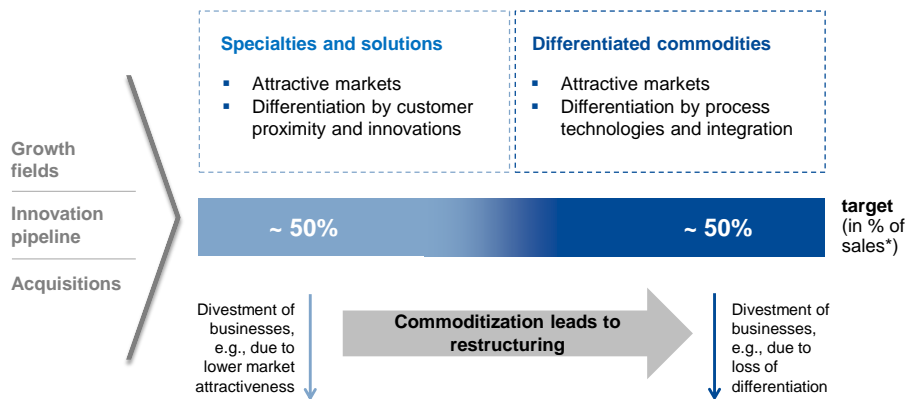 Growth
fields
Innovation
pipeline
Acquisitions
Specialties and solutions
▪ Attractive markets
▪ Differentiation by customer
proximity and innovations
Differentiated commodities
▪ Attractive markets
▪ Differentiation by process
technologies and integration
~ 50%
~ 50%
target
(in % of
sales*)
Divestment of
businesses,
e.g., due to
lower market
attractiveness
Commoditization leads to
restructuring
Divestment of
businesses,
e.g., due to
loss of
differentiation